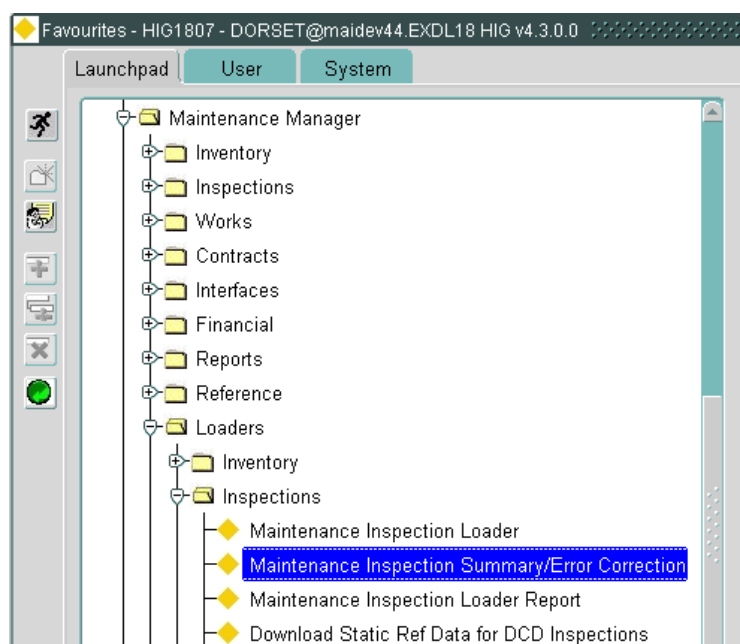 Favourites - HIG1807 - DORSET@maidev44.EXDL18 HIG v4.3.0.0
Launchpad User System
Maintenance Manager
Inventory
Inspections
Works
Contracts
Interfaces
Financial
Reports
Reference
Loaders
Inventory
Inspections
Maintenance Inspection Loader
Maintenance Inspection Summary/Error Correction
Maintenance Inspection Loader Report
Download Static Ref Data for DCD Inspections